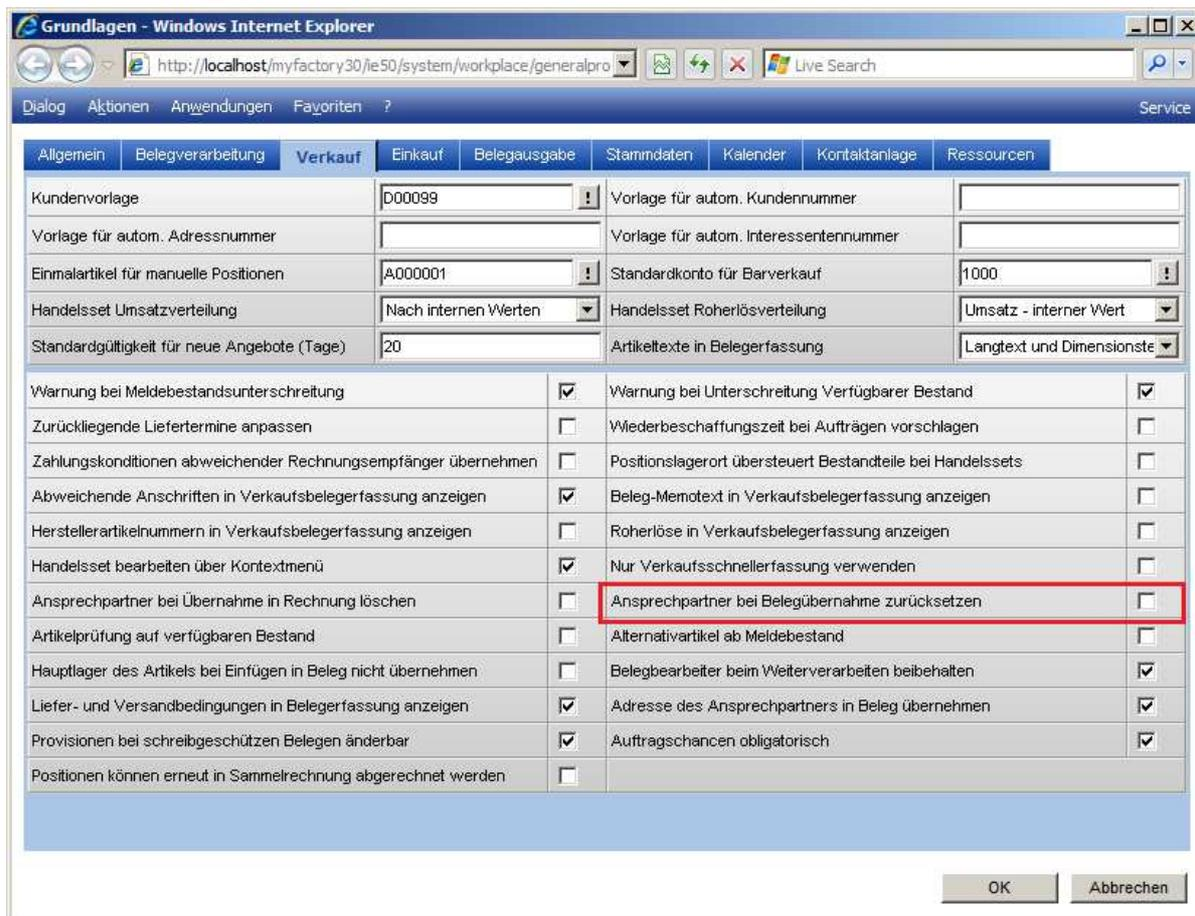 Grundlagen - Windows Internet Explorer
http://localhost/myfactory30/ie50/system/workplace/generalpro Live Search
Dialog Aktionen Anwendungen Favoriten ? Service
Allgemein Belegverarbeitung Verkauf Einkauf Belegausgabe Stammdaten Kalender Kontaktanlage Ressourcen
Kundenvorlage D00099 ! Vorlage für autom. Kundennummer
Vorlage für autom. Adressnummer Vorlage für autom. Interessentennummer
Einmalartikel für manuelle Positionen A000001 ! Standardkonto für Barverkauf 1000 !
Handelsset Umsatzverteilung Nach internen Werten Handelsset Roherlösverteilung Umsatz - interner Wert
Standardgültigkeit für neue Angebote (Tage) 20 Artikeltexte in Belegerfassung Langtext und Dimensionste
Warnung bei Meldebestandsunterschreitung Warnung bei Unterschreitung Verfügbarer Bestand
Zurückliegende Liefertermine anpassen Wiederbeschaffungszeit bei Aufträgen vorschlagen
Zahlungskonditionen abweichender Rechnungsempfänger übernehmen Positionslagerort übersteuert Bestandteile bei Handelssets
Abweichende Anschriften in Verkaufsbelegerfassung anzeigen Beleg-Memotext in Verkaufsbelegerfassung anzeigen
Herstellerartikelnummern in Verkaufsbelegerfassung anzeigen Roherlöse in Verkaufsbelegerfassung anzeigen
Handelsset bearbeiten über Kontextmenü Nur Verkaufsschnellerfassung verwenden
Ansprechpartner bei Übernahme in Rechnung löschen Ansprechpartner bei Belegübernahme zurücksetzen
Artikelprüfung auf verfügbaren Bestand Alternativartikel ab Meldebestand
Hauptlager des Artikels bei Einfügen in Beleg nicht übernehmen Belegbearbeiter beim Weiterverarbeiten beibehalten
Liefer- und Versandbedingungen in Belegerfassung anzeigen Adresse des Ansprechpartners in Beleg übernehmen
Provisionen bei schreibgeschützen Belegen änderbar Auftragschancen obligatorisch
Positionen können erneut in Sammelrechnung abgerechnet werden
OK Abbrechen